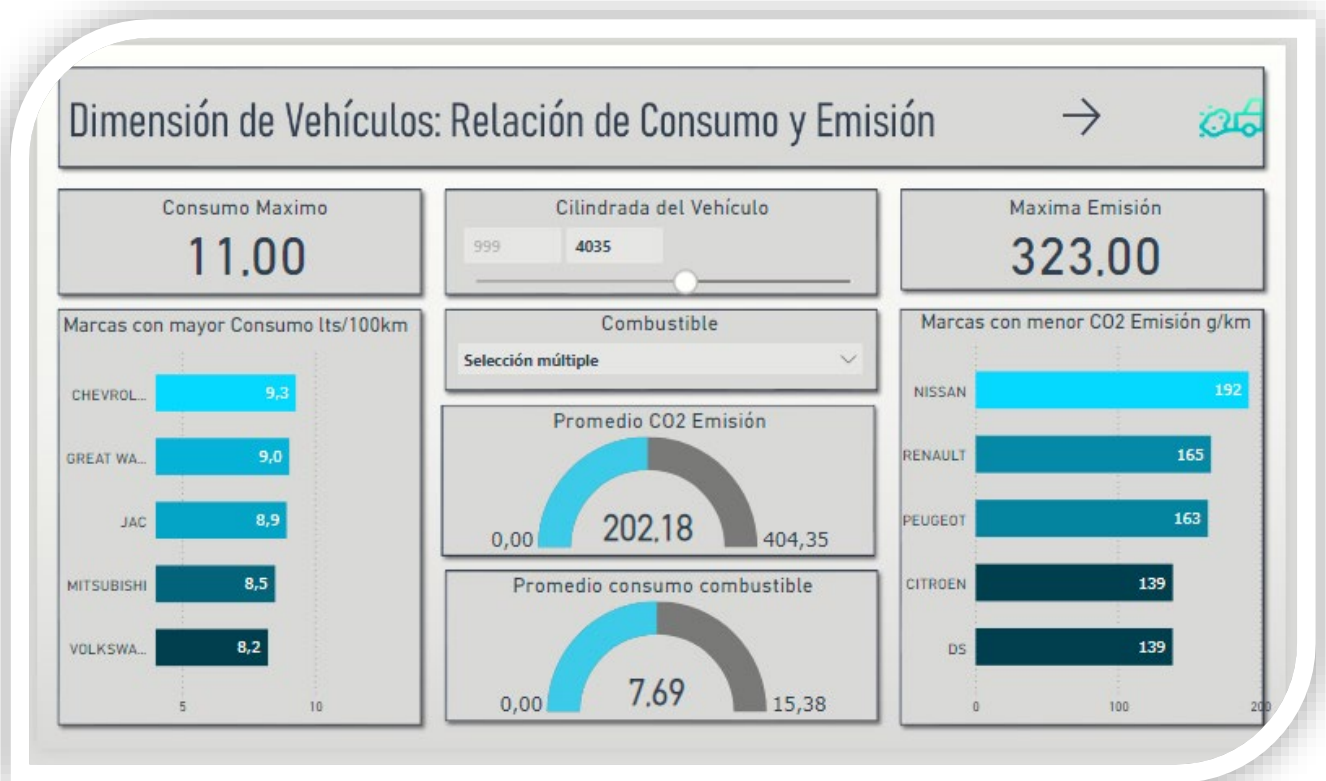 Dimensión de Vehículos: Relación de Consumo y Emisión
Consumo Maximo
11,00
Cilindrada del Vehículo
999
4035
Maxima Emisión
323,00
Marcas con mayor Consumo lts/100km
CHEVROL...
9,3
GREAT WA...
9,0
JAC
8,9
MITSUBISHI
8,5
VOLKSWA...
8,2
5
10
Combustible
Selección múltiple
Promedio CO2 Emisión
202,18
0,00
404,35
Promedio consumo combustible
7,69
0,00
15,38
Marcas con menor CO2 Emisión g/km
NISSAN
192
RENAULT
165
PEUGEOT
163
CITROEN
139
DS
139
0
100
200